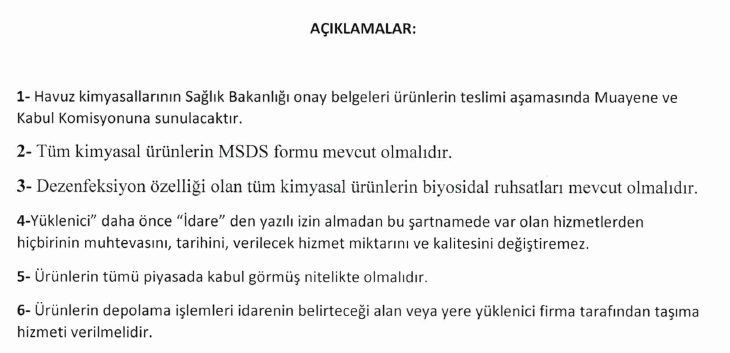 AÇIKLAMALAR:
1- Havuz kimyasallarının Sağlık Bakanlığı onay belgeleri ürünlerin teslimi aşamasında Muayene ve
Kabul Komisyonuna sunulacaktır.
2- Tüm kimyasal ürünlerin MSDS formu mevcut olmalıdır.
3- Dezenfeksiyon özelliği olan tüm kimyasal ürünlerin biyosidal ruhsatları mevcut olmalıdır.
4-Yüklenici” daha önce “İdare” den yazılı izin almadan bu şartnamede var olan hizmetlerden
hiçbirinin muhtevasını, tarihini, verilecek hizmet miktarını ve kalitesini değiştiremez.
5- Ürünlerin tümü piyasada kabul görmüş nitelikte olmalıdır.
6- Ürünlerin depolama işlemleri idarenin belirteceği alan veya yere yüklenici firma tarafından taşıma
hizmeti verilmelidir.